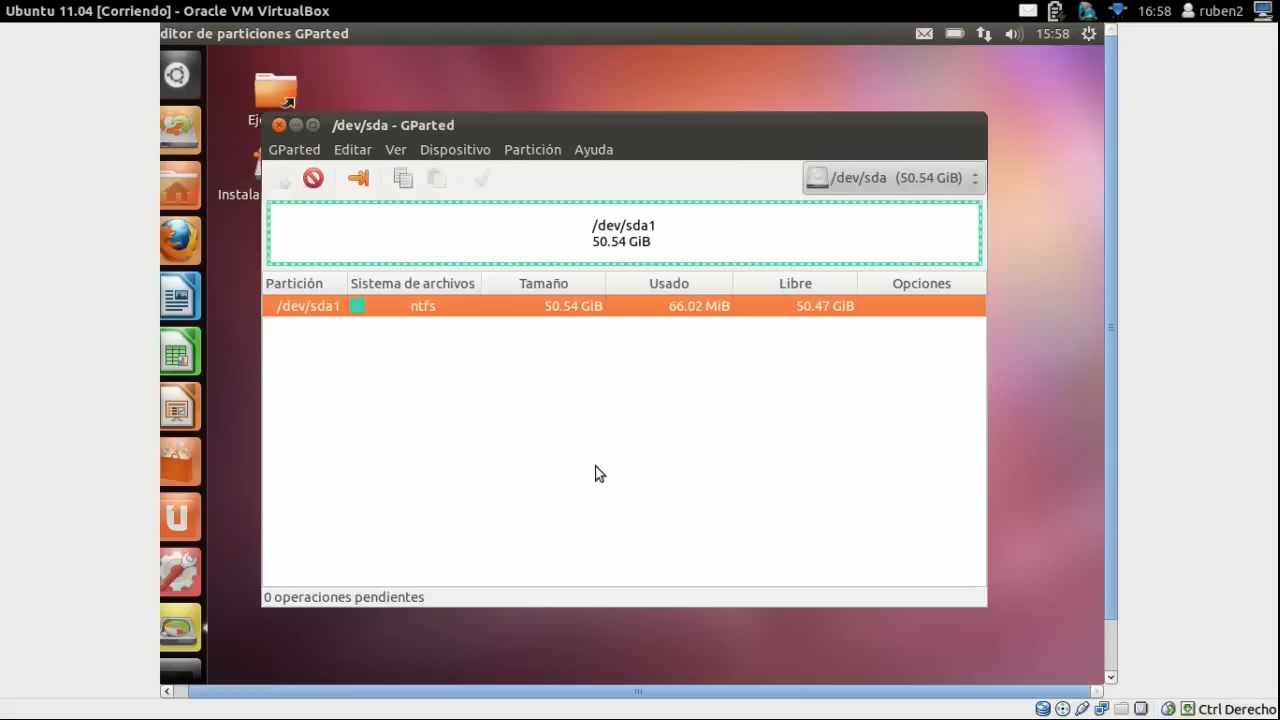 Ubuntu 11.04 [Corriendo] - Oracle VM VirtualBox
16:58 ruben2
ditor de particiones GParted
15:58
Ej
Instala
/dev/sda - GParted
GParted Editar Ver Dispositivo Partición Ayuda
/dev/sda (50.54 GiB)
/dev/sda1
50.54 GiB
Partición Sistema de archivos Tamaño Usado Libre Opciones
/dev/sda1 ntfs 50.54 GiB 66.02 MiB 50.47 GiB
0 operaciones pendientes
Ctrl Derecho